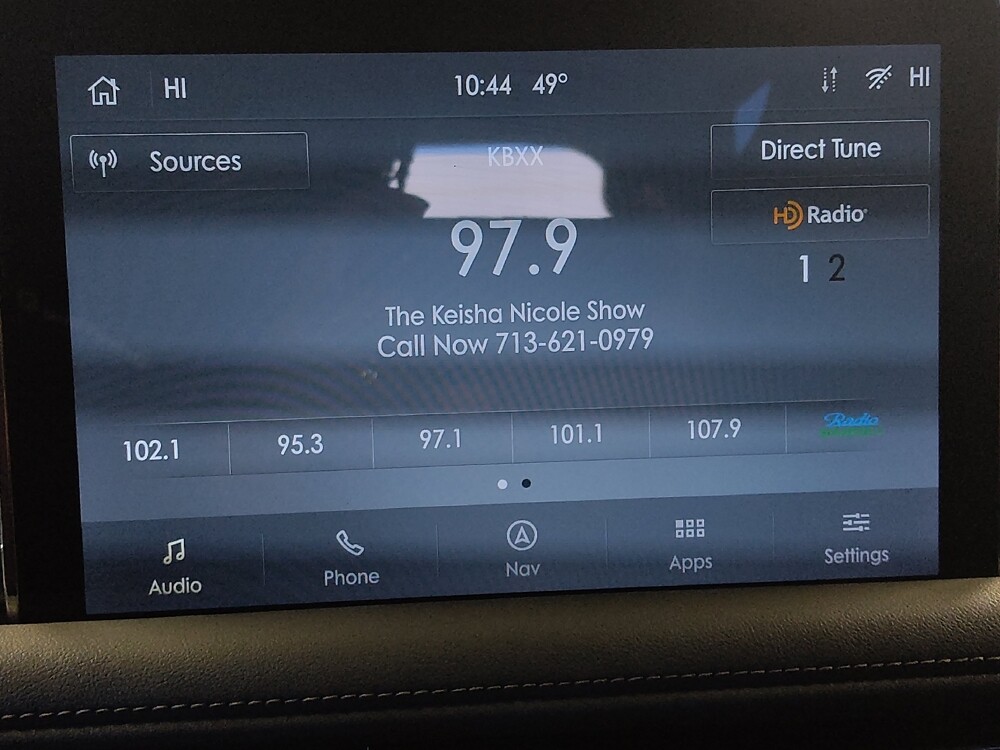 HI 10:44 49° HI
Sources
KBXX
Direct Tune
HD Radio
97.9
1 2
The Keisha Nicole Show
Call Now 713-621-0979
102.1 95.3 97.1 101.1 107.9 Radio
Audio Phone Nav Apps Settings